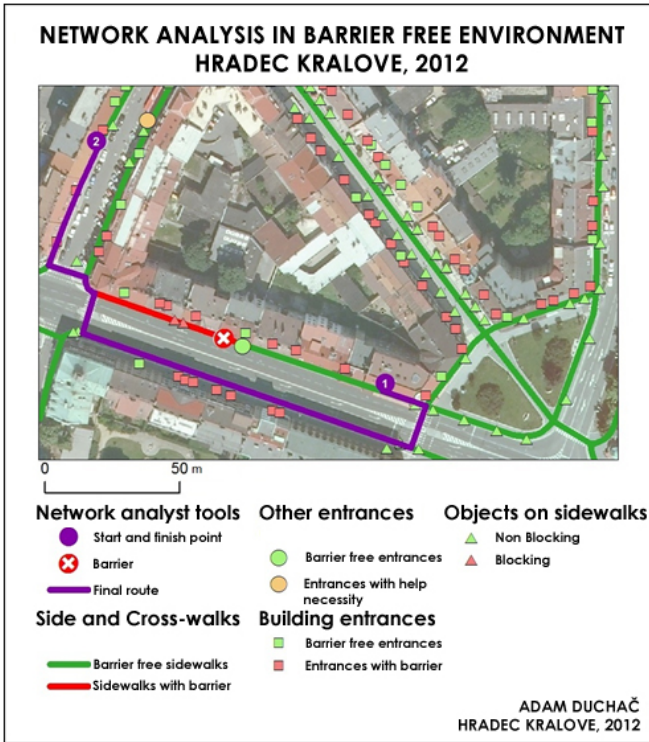 NETWORK ANALYSIS IN BARRIER FREE ENVIRONMENT
HRADEC KRALOVE, 2012
2
1
0 50 m
Network analyst tools
Start and finish point
Barrier
Final route
Other entrances
Barrier free entrances
Entrances with help
necessity
Objects on sidewalks
Non Blocking
Blocking
Side and Cross-walks
Barrier free sidewalks
Sidewalks with barrier
Building entrances
Barrier free entrances
Entrances with barrier
ADAM DUCHAČ
HRADEC KRALOVE, 2012